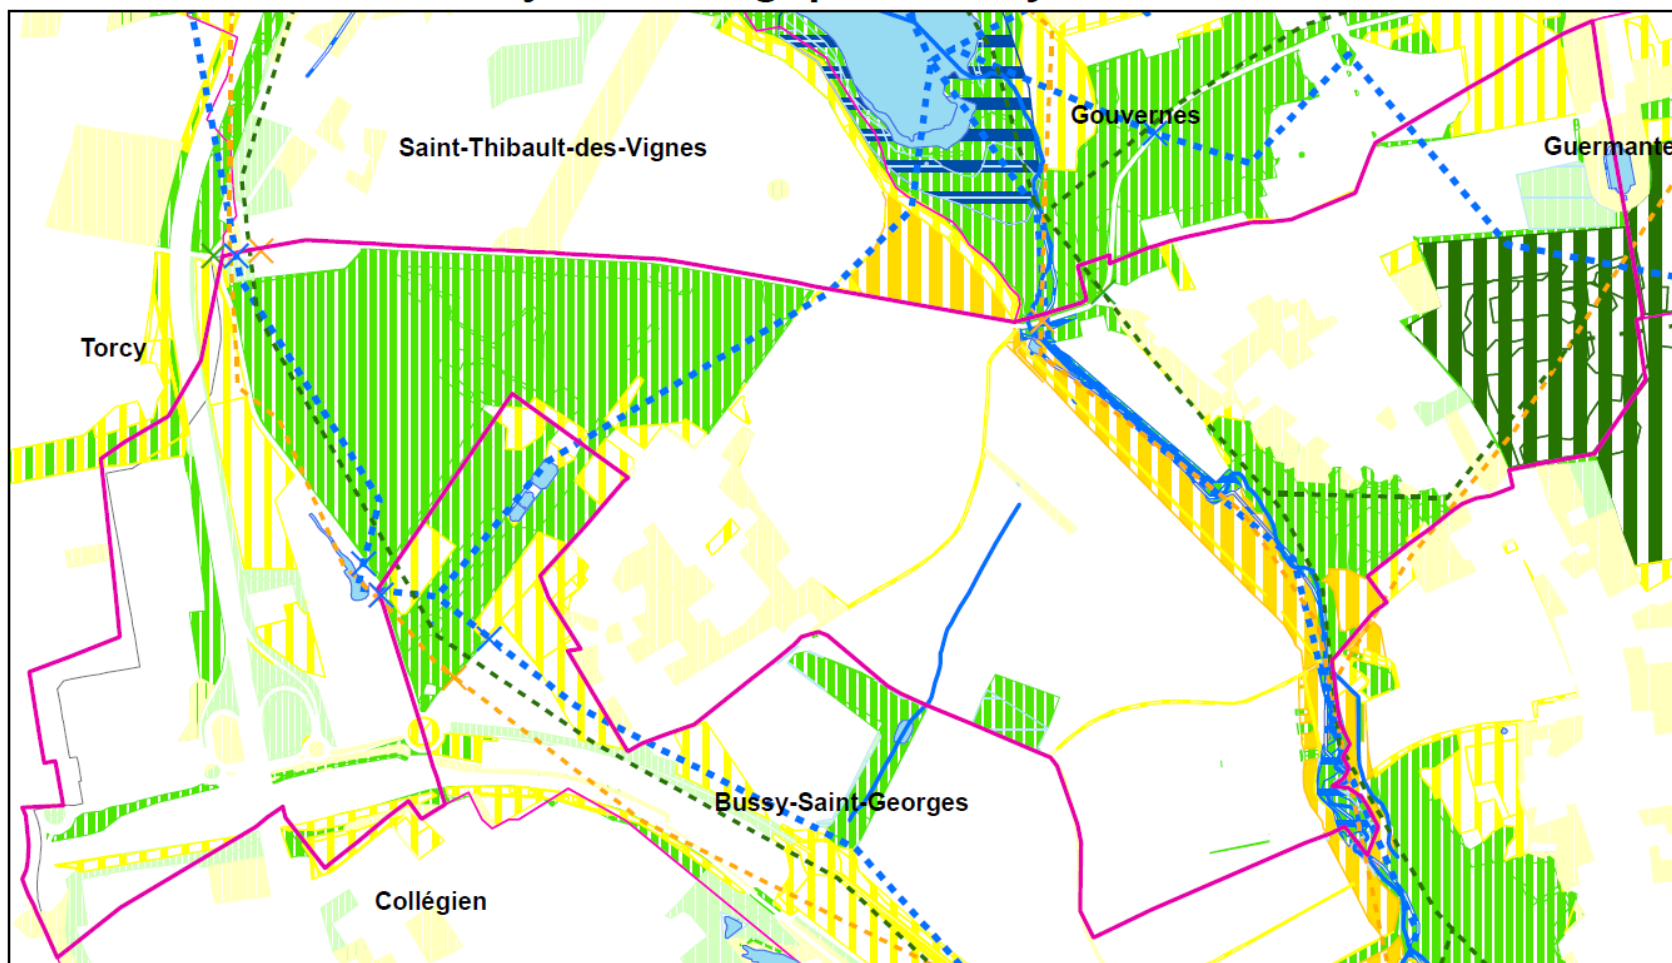 Gouvernes
Saint-Thibault-des-Vignes
Guermante
Torcy
Bussy-Saint-Georges
Collégien